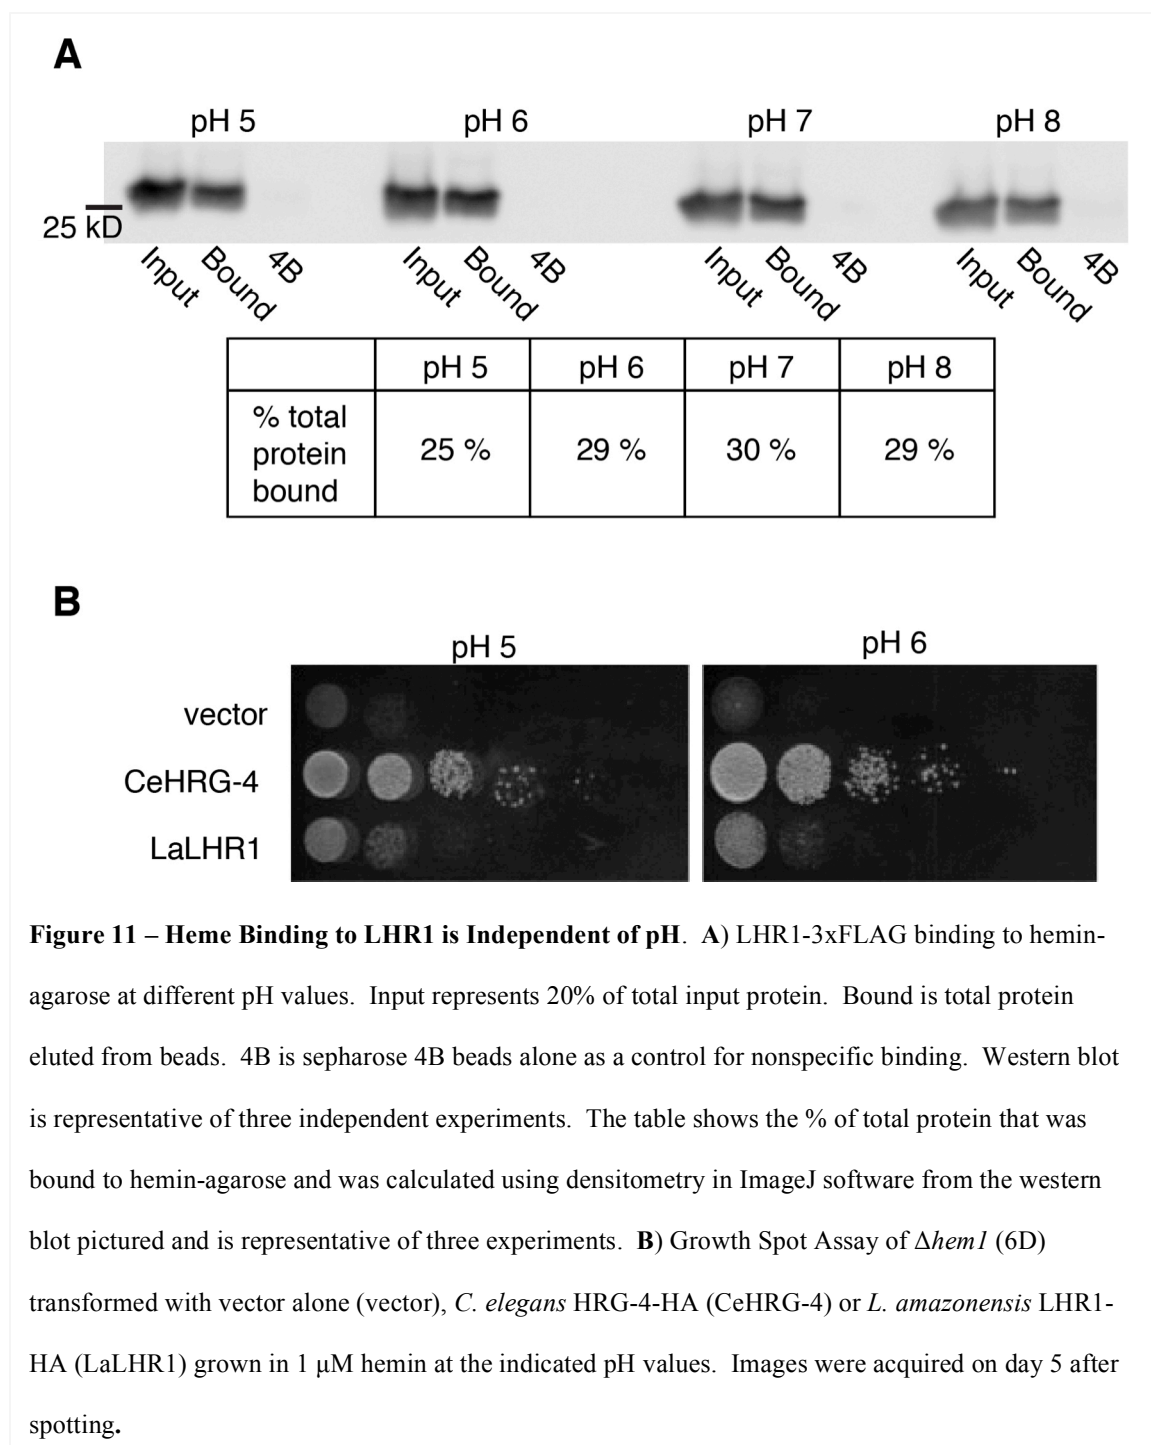 A
pH 5 pH 6 pH 7 pH 8
25 kD
Input Bound 4B Input Bound 4B Input Bound 4B Input Bound 4B
pH 5 pH 6 pH 7 pH 8
% total
protein
bound
25 % 29 % 30 % 29 %
B
pH 5 pH 6
vector
CeHRG-4
LaLHR1
Figure 11 – Heme Binding to LHR1 is Independent of pH. A) LHR1-3xFLAG binding to hemin-
agarose at different pH values. Input represents 20% of total input protein. Bound is total protein
eluted from beads. 4B is sepharose 4B beads alone as a control for nonspecific binding. Western blot
is representative of three independent experiments. The table shows the % of total protein that was
bound to hemin-agarose and was calculated using densitometry in ImageJ software from the western
blot pictured and is representative of three experiments. B) Growth Spot Assay of Δhem1 (6D)
transformed with vector alone (vector), C. elegans HRG-4-HA (CeHRG-4) or L. amazonensis LHR1-
HA (LaLHR1) grown in 1 μM hemin at the indicated pH values. Images were acquired on day 5 after
spotting.